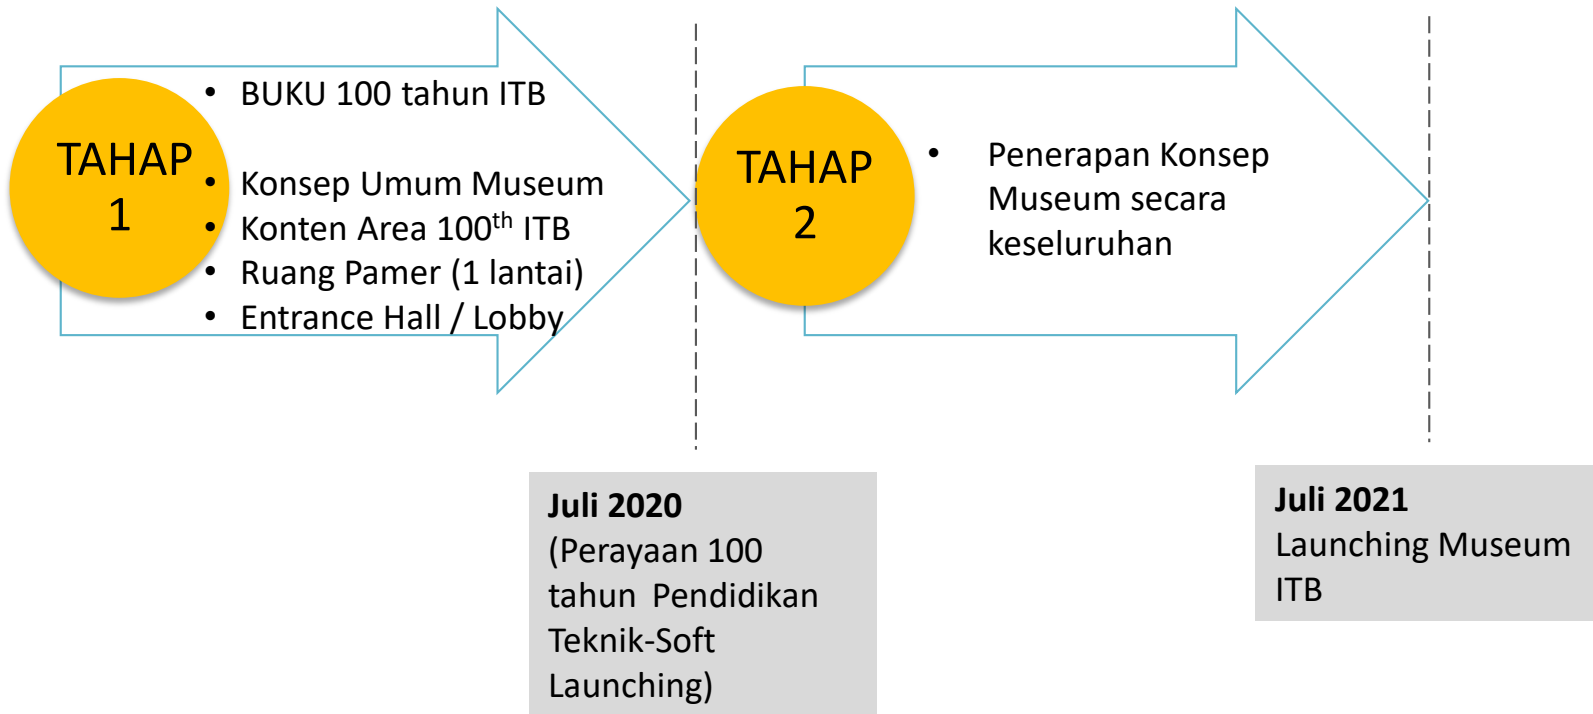 TAHAP
1
• BUKU 100 tahun ITB
• Konsep Umum Museum
• Konten Area 100th ITB
• Ruang Pamer (1 lantai)
• Entrance Hall / Lobby
TAHAP
2
• Penerapan Konsep
Museum secara
keseluruhan
Juli 2020
(Perayaan 100
tahun Pendidikan
Teknik-Soft
Launching)
Juli 2021
Launching Museum
ITB